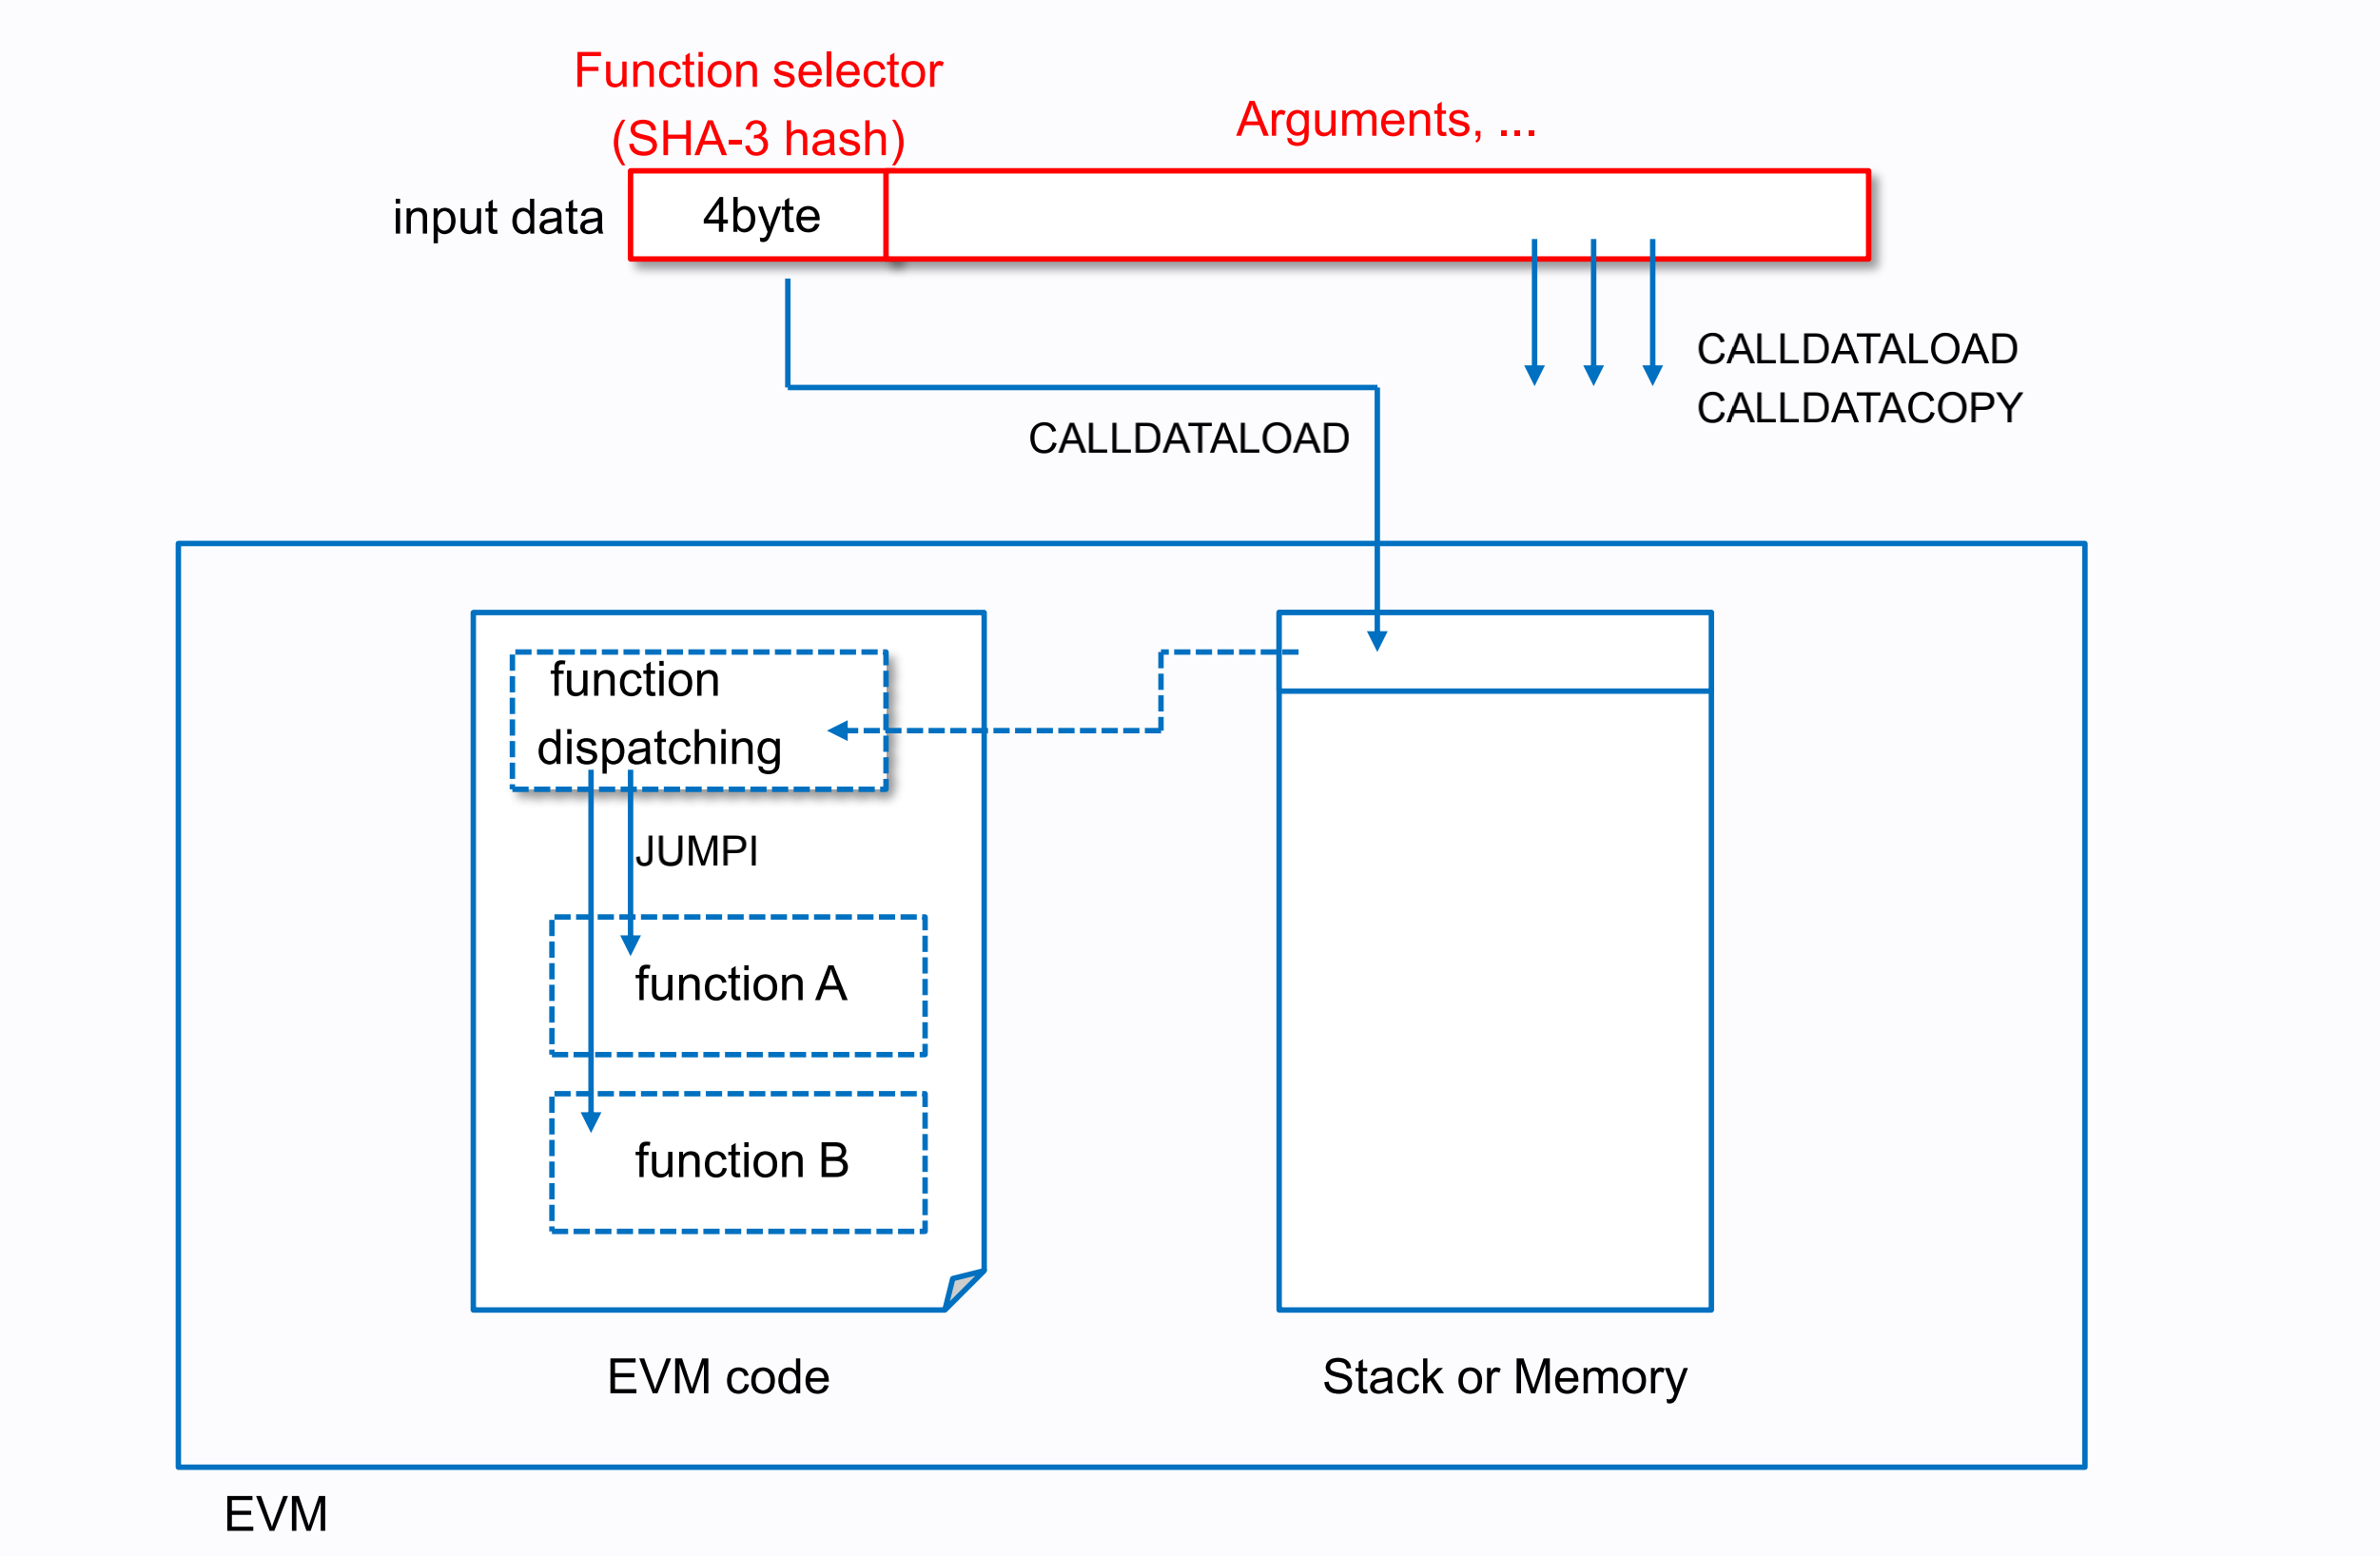 Function selector
(SHA-3 hash)
Arguments, ...
input data
4byte
CALLDATALOAD
CALLDATACOPY
CALLDATALOAD
function
dispatching
JUMPI
function A
function B
EVM code
Stack or Memory
EVM